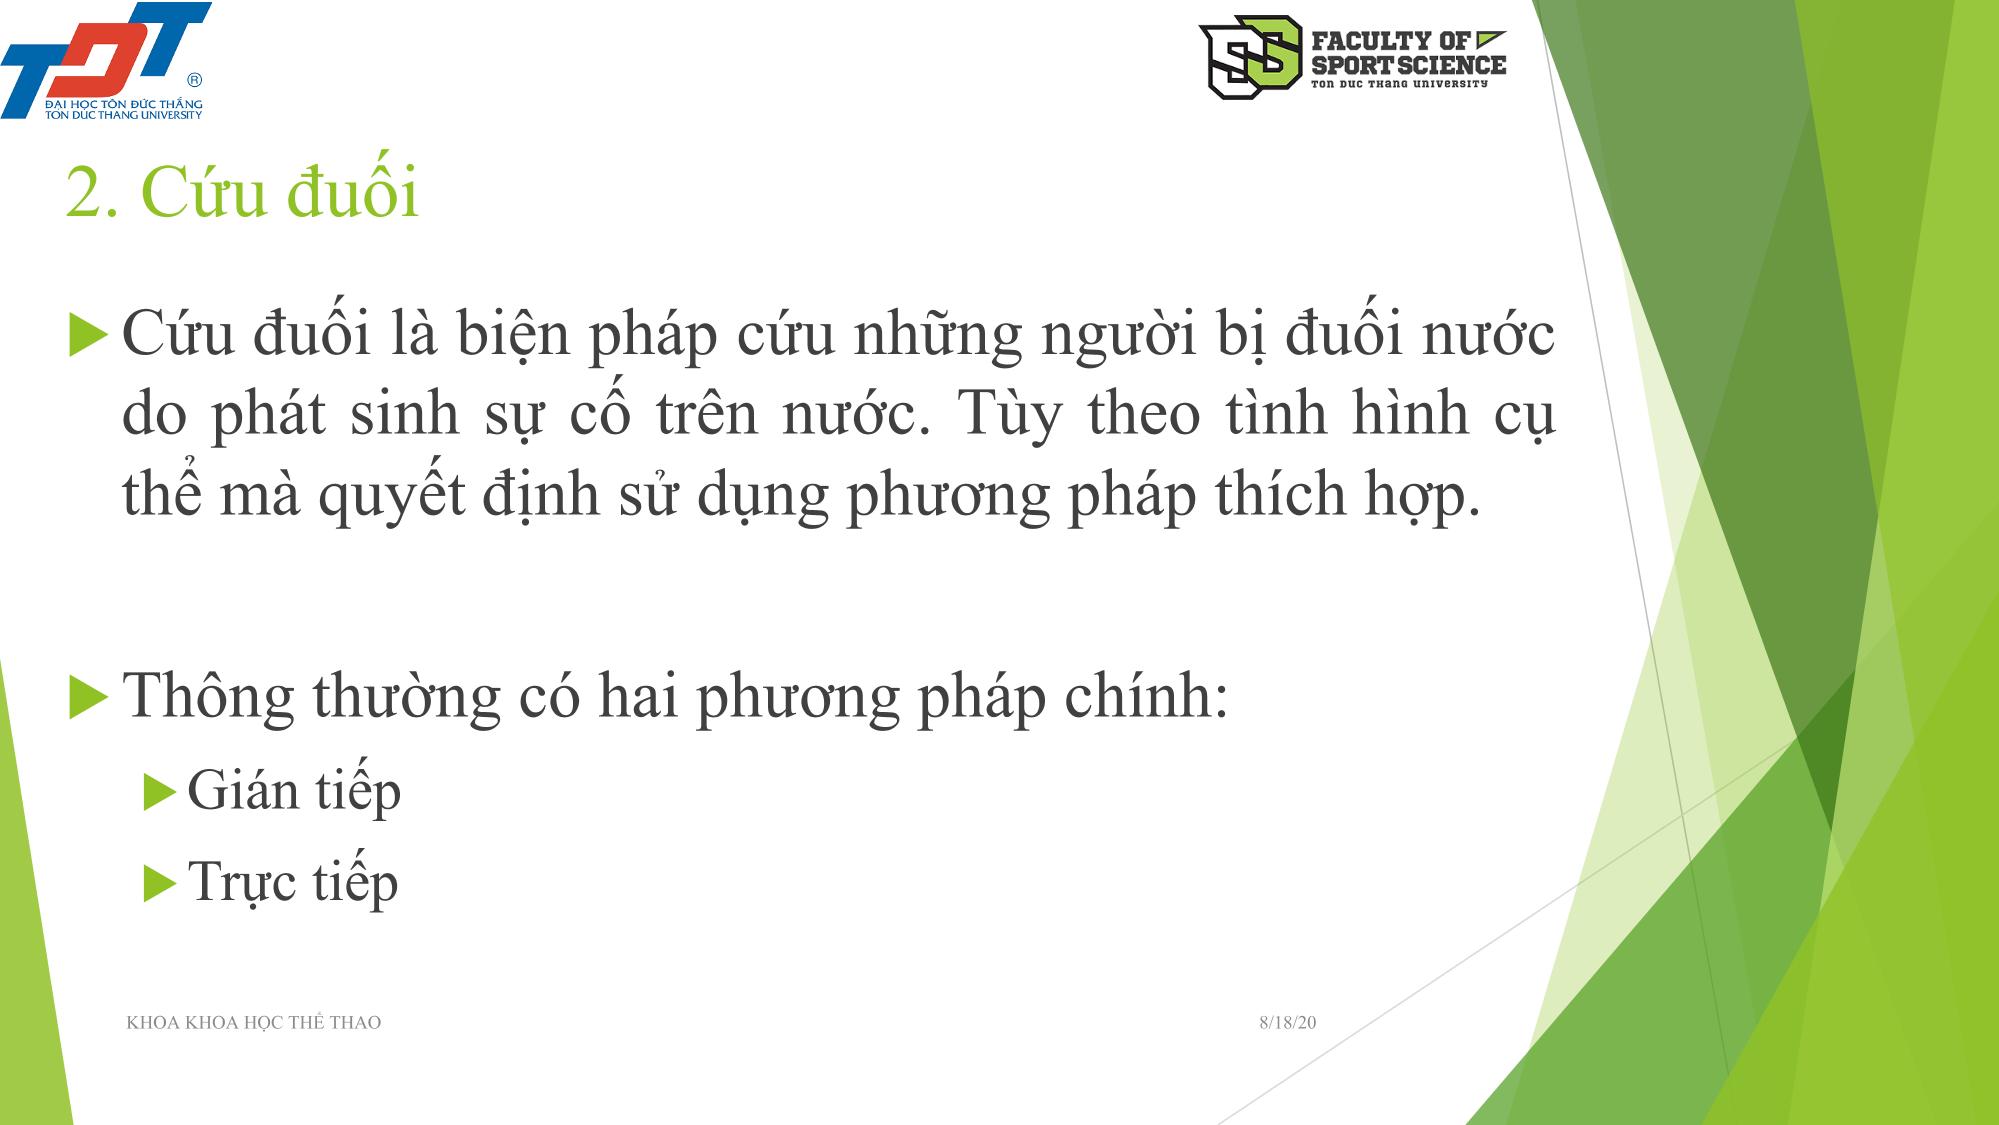 TDT
®
ĐẠI HỌC TÔN ĐỨC THẮNG
TON DUC THANG UNIVERSITY
FACULTY OF
SPORT SCIENCE
TON DUC THANG UNIVERSITY
2. Cứu đuối
Cứu đuối là biện pháp cứu những người bị đuối nước
do phát sinh sự cố trên nước. Tùy theo tình hình cụ
thể mà quyết định sử dụng phương pháp thích hợp.
Thông thường có hai phương pháp chính:
Gián tiếp
Trực tiếp
KHOA KHOA HỌC THỂ THAO
8/18/20